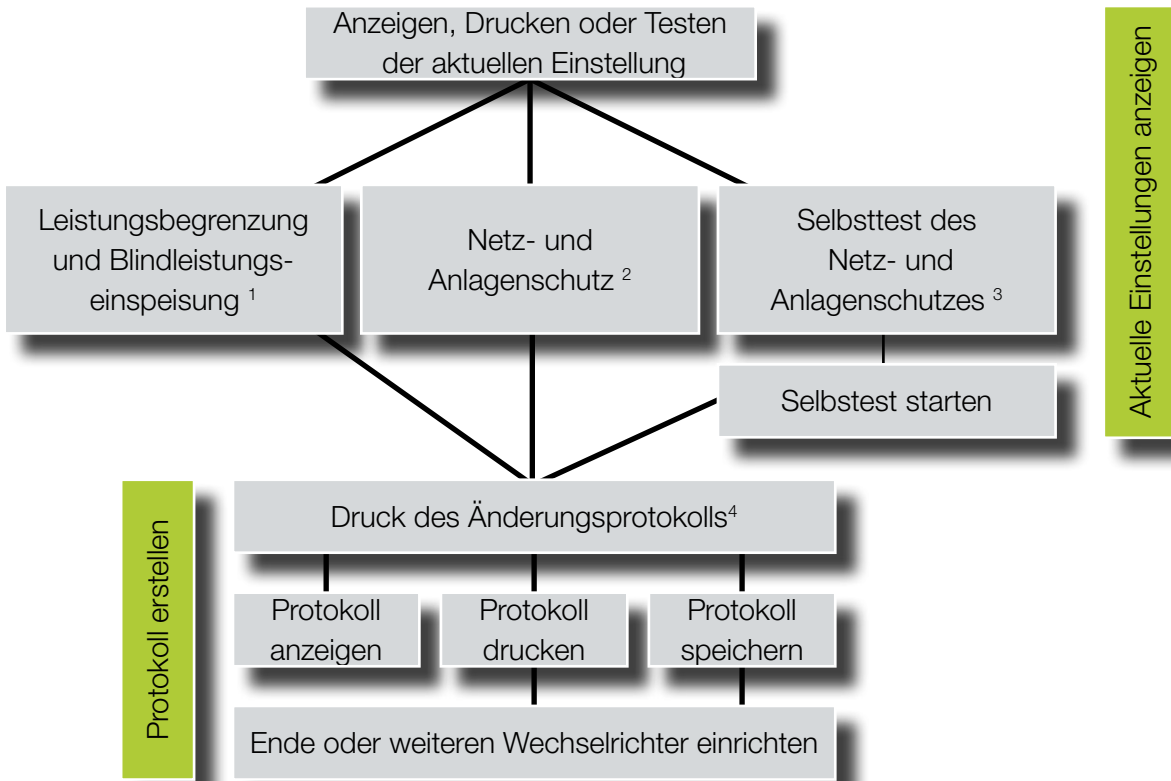 Anzeigen, Drucken oder Testen
der aktuellen Einstellung
Leistungsbegrenzung
und Blindleistungs-
einspeisung ¹
Netz- und
Anlagenschutz ²
Selbsttest des
Netz- und
Anlagenschutzes ³
Selbstest starten
Aktuelle Einstellungen anzeigen
Druck des Änderungsprotokolls⁴
Protokoll
anzeigen
Protokoll
drucken
Protokoll
speichern
Ende oder weiteren Wechselrichter einrichten
Protokoll erstellen